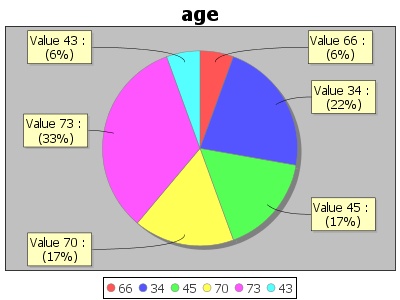 age
Value 43 :
(6%)
Value 66 :
(6%)
Value 34 :
(22%)
Value 73 :
(33%)
Value 45 :
(17%)
Value 70 :
(17%)
66 34 45 70 73 43